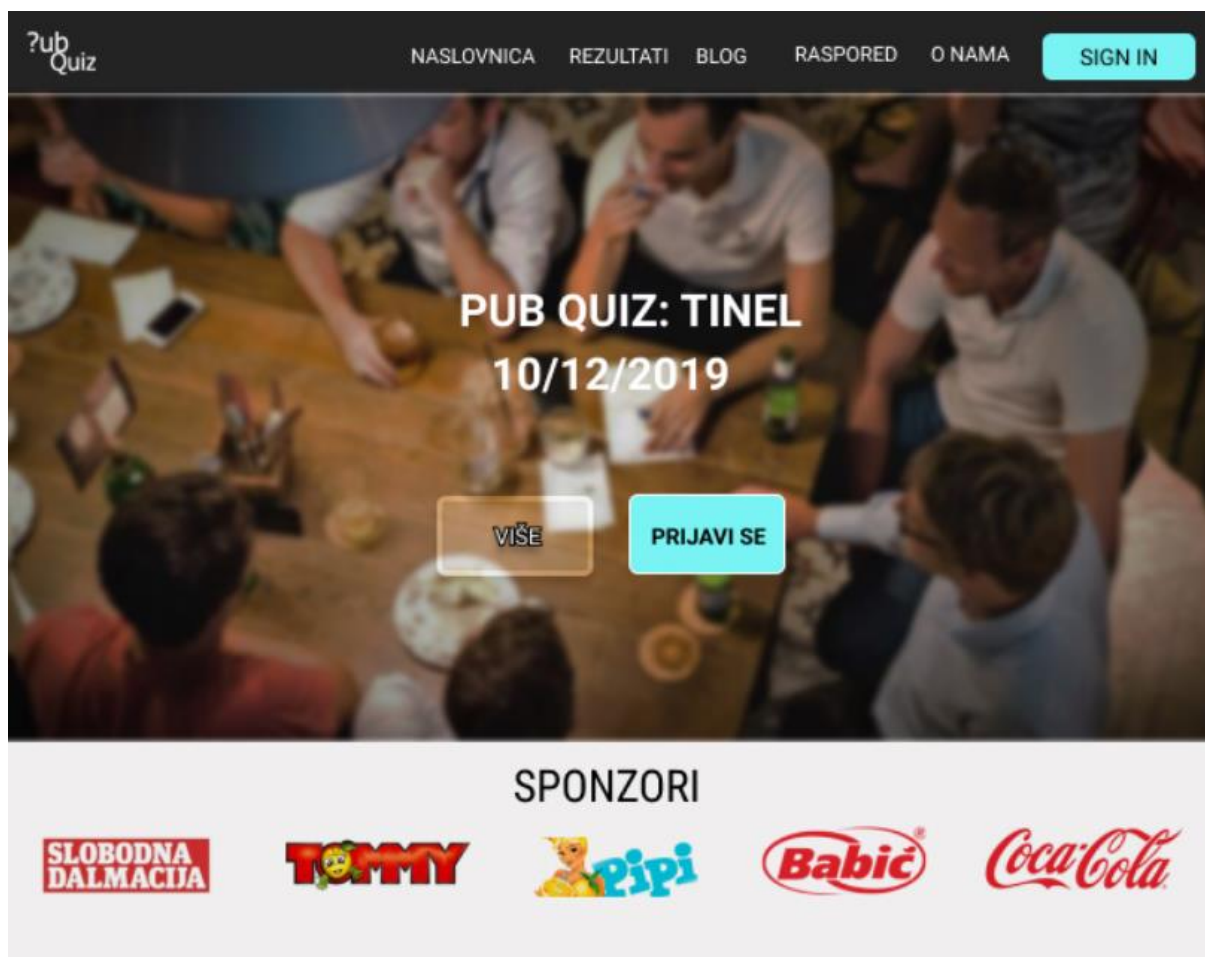 ?ub
Quiz
NASLOVNICA REZULTATI BLOG RASPORED O NAMA SIGN IN
PUB QUIZ: TINEL
10/12/2019
VIŠE PRIJAVI SE
SPONZORI
SLOBODNA
DALMACIJA
TOMMY
Pipi
Babić®
Coca-Cola